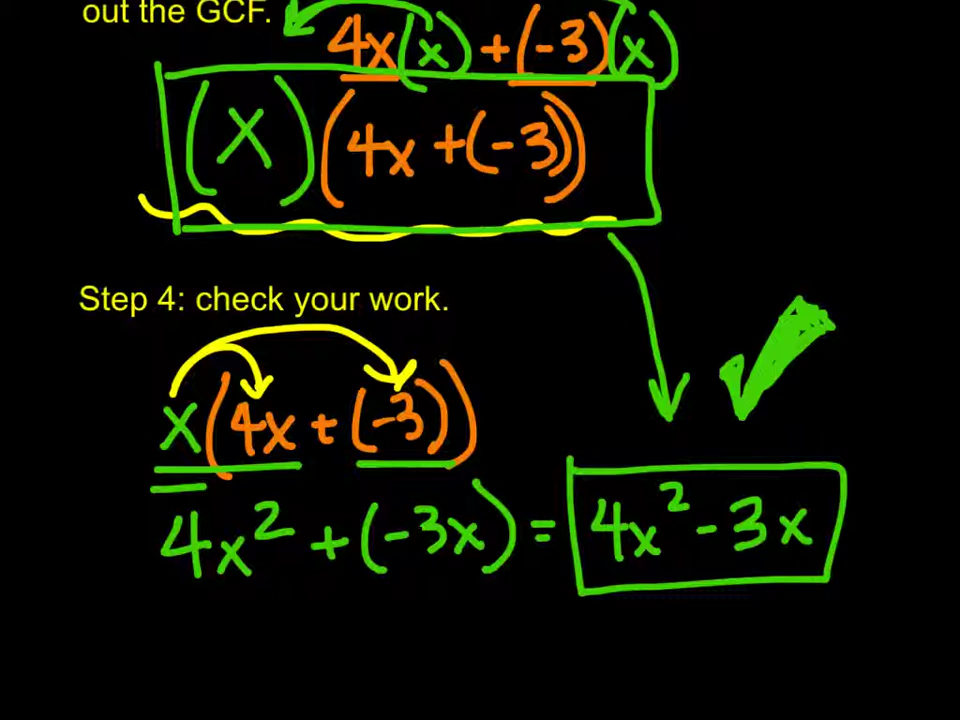 out the GCF.
4x(x) + (-3)(x)
(x)(4x + (-3))
Step 4: check your work.
x(4x + (-3))
4x² + (-3x) = 4x² - 3x